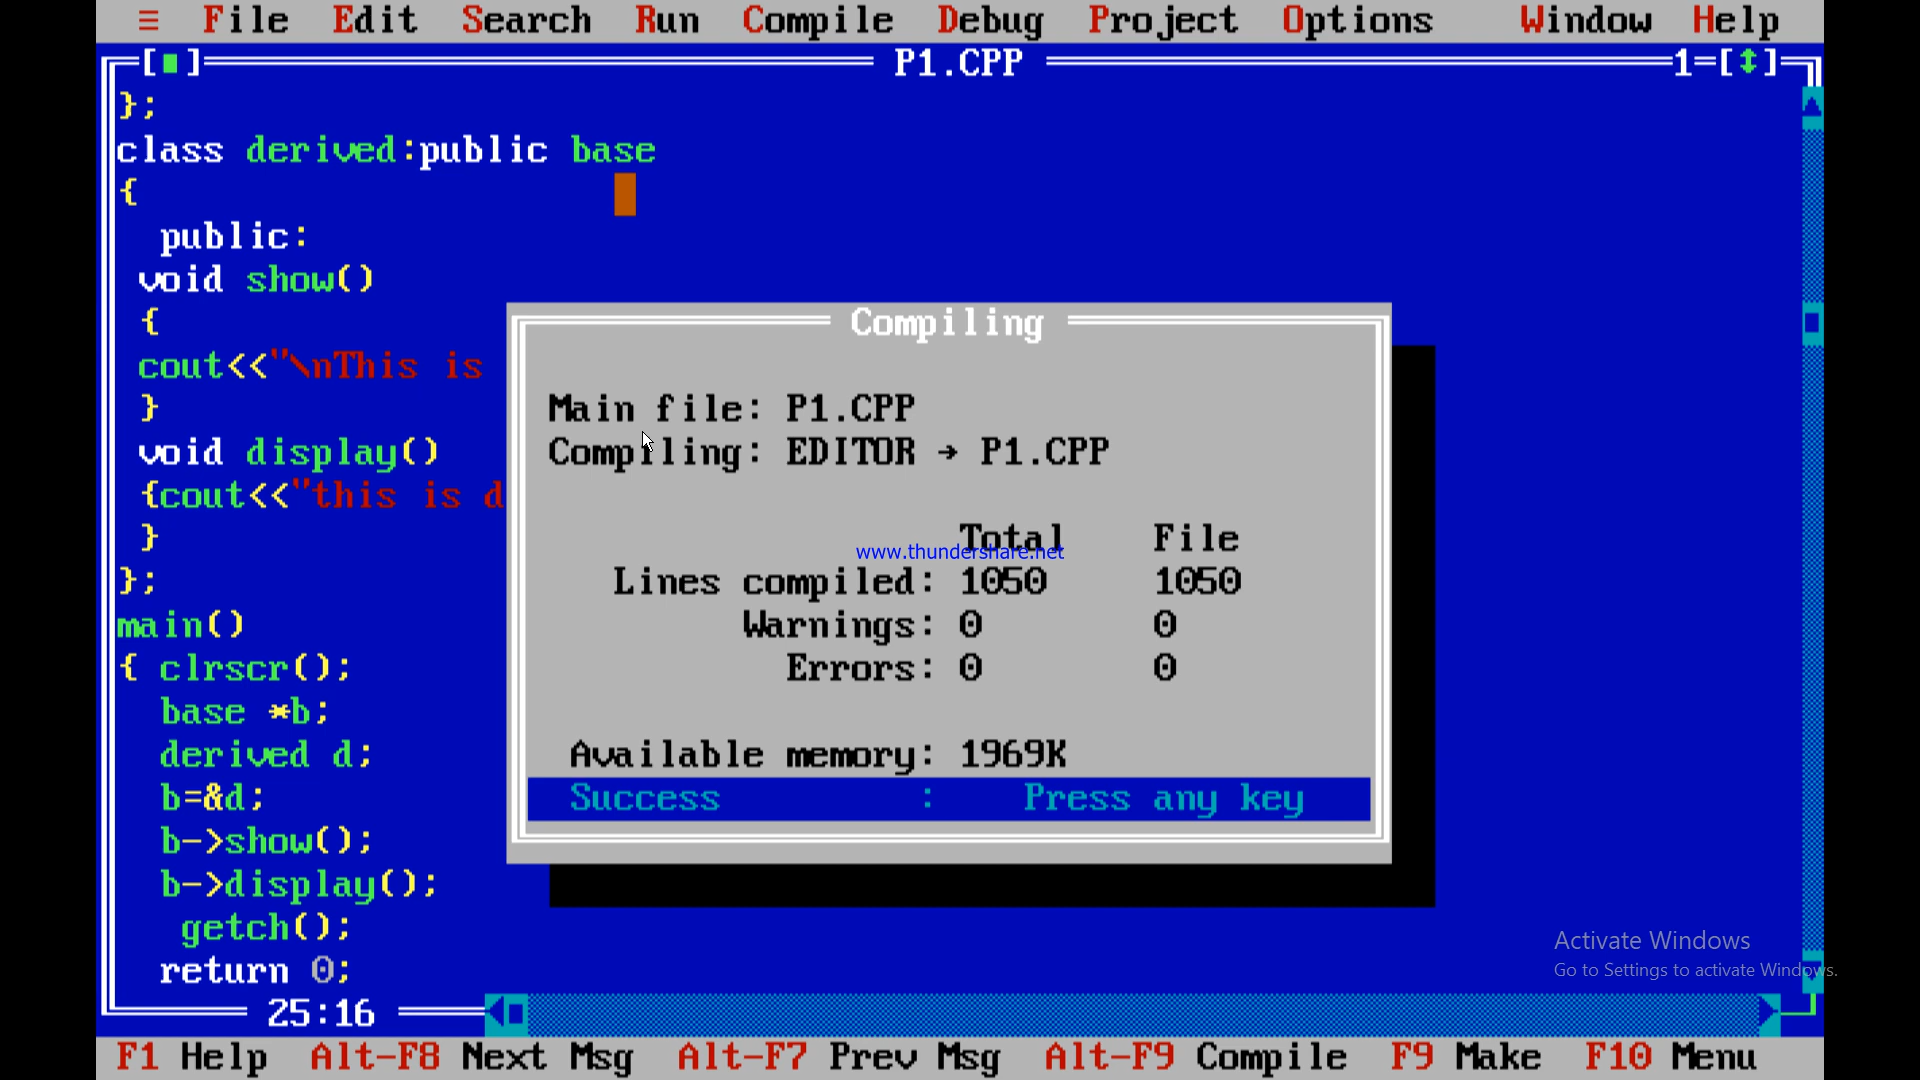 ≡ File Edit Search Run Compile Debug Project Options Window Help
[■] P1.CPP 1=[↕]
};
class derived:public base
{
public:
void show()
{
cout<<"\nThis is
}
void display()
{cout<<"this is d
}
};
main()
{ clrscr();
base *b;
derived d;
b=&d;
b->show();
b->display();
getch();
return 0;
25:16
Compiling
Main file: P1.CPP
Compiling: EDITOR → P1.CPP
Total File
www.thundershare.net
Lines compiled: 1050 1050
Warnings: 0 0
Errors: 0 0
Available memory: 1969K
Success : Press any key
Activate Windows
Go to Settings to activate Windows.
F1 Help Alt-F8 Next Msg Alt-F7 Prev Msg Alt-F9 Compile F9 Make F10 Menu